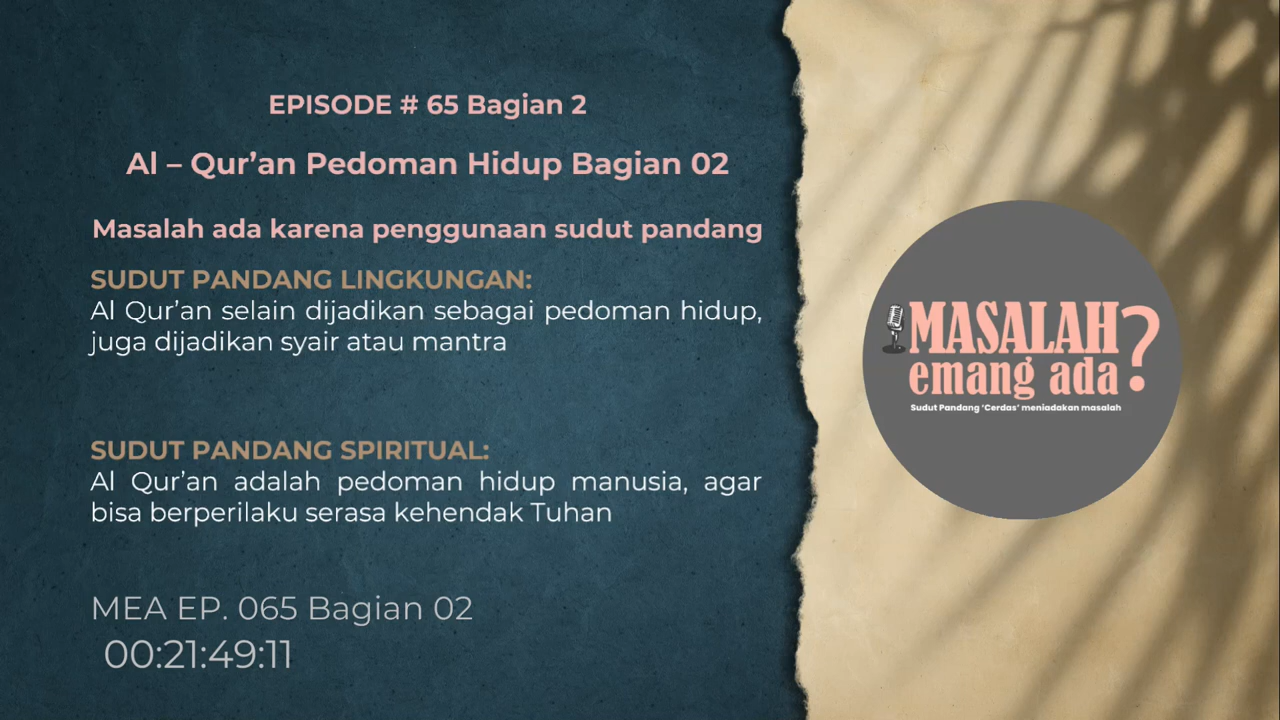 EPISODE # 65 Bagian 2
Al – Qur’an Pedoman Hidup Bagian 02
Masalah ada karena penggunaan sudut pandang
SUDUT PANDANG LINGKUNGAN:
Al Qur’an selain dijadikan sebagai pedoman hidup,
juga dijadikan syair atau mantra
SUDUT PANDANG SPIRITUAL:
Al Qur’an adalah pedoman hidup manusia, agar
bisa berperilaku serasa kehendak Tuhan
MEA EP. 065 Bagian 02
00:21:49:11
MASALAH
emang ada?
Sudut Pandang ‘Cerdas’ meniadakan masalah